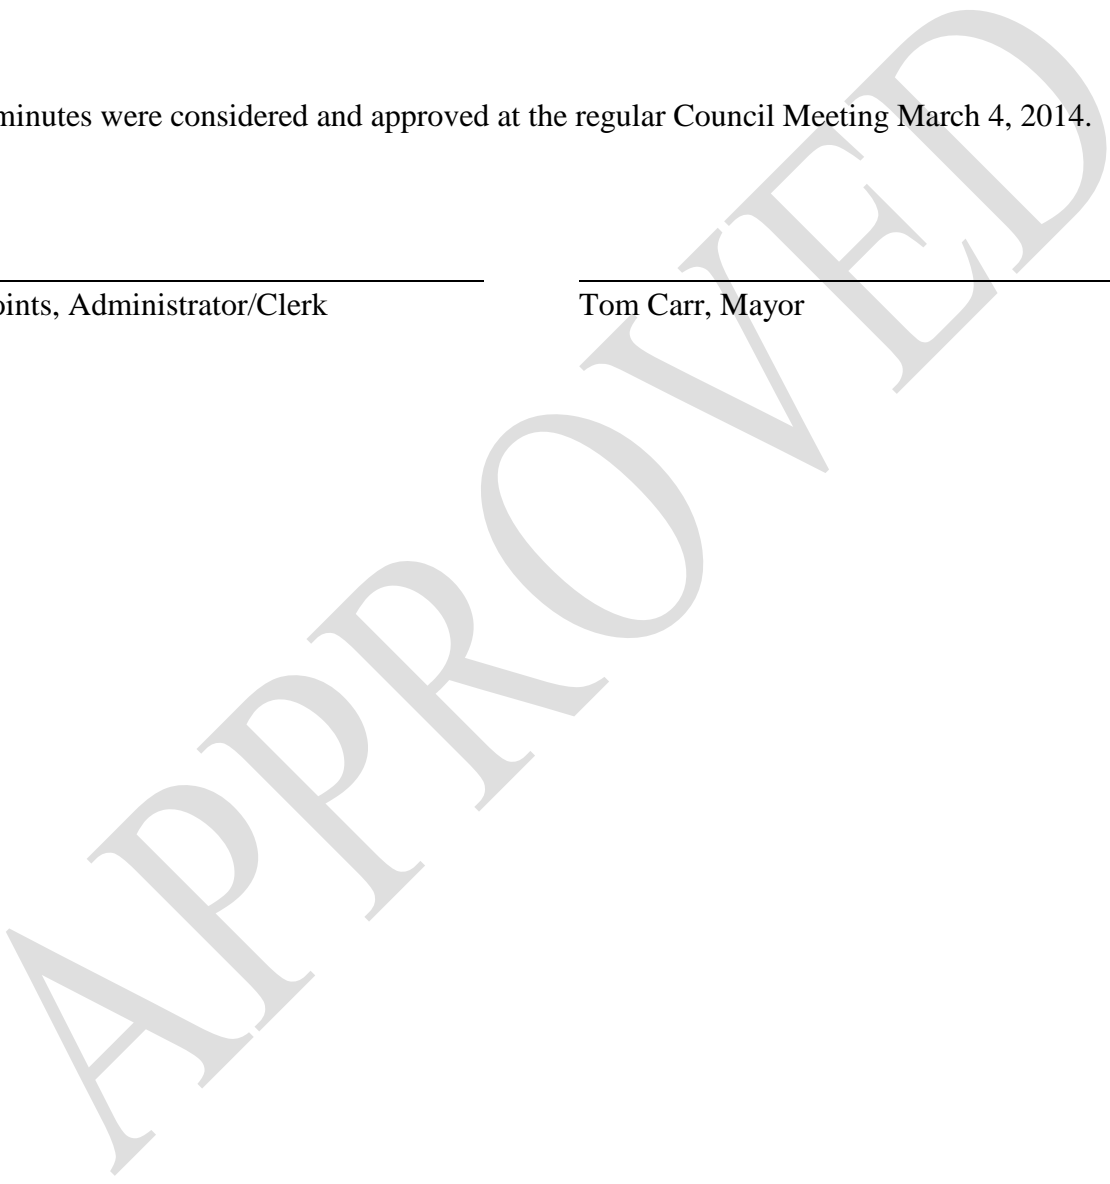 minutes were considered and approved at the regular Council Meeting March 4, 2014.
oints, Administrator/Clerk
Tom Carr, Mayor
APPROVED